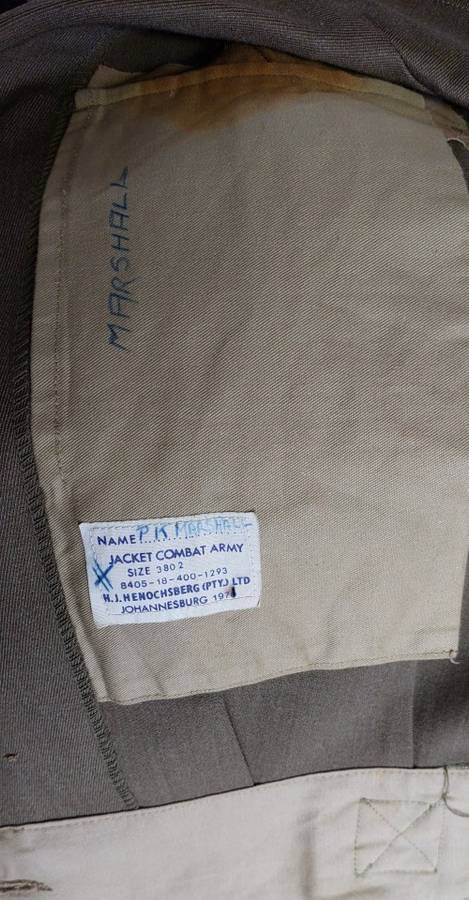 MARSHALL
NAME P K MARSHALL
JACKET COMBAT ARMY
SIZE 3802
8405-18-400-1293
H.J.HENOCHSBERG (PTY.) LTD
JOHANNESBURG